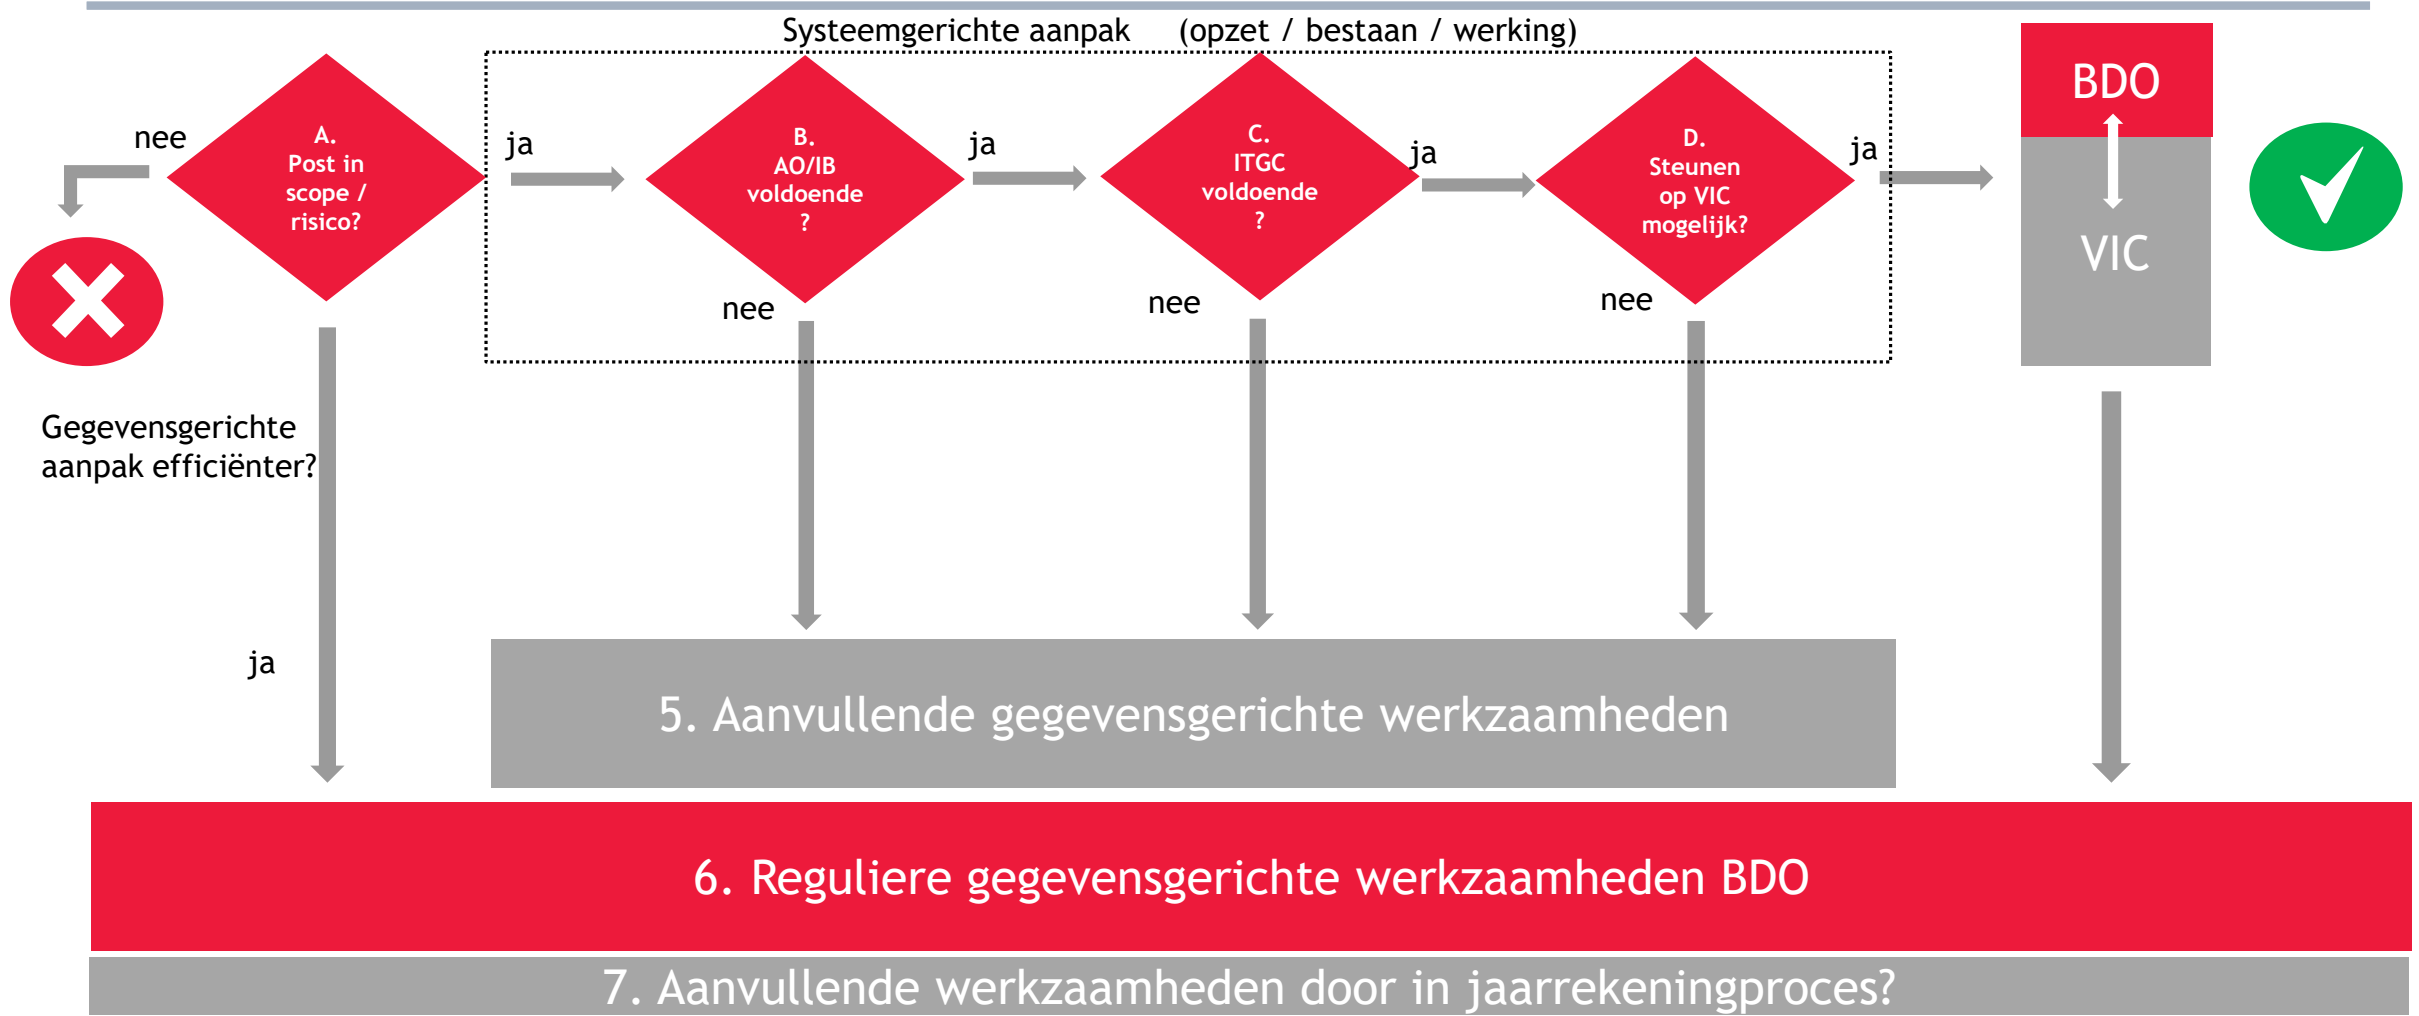 Systeemgerichte aanpak (opzet / bestaan / werking)
nee
A.
Post in
scope /
risico?
ja
B.
AO/IB
voldoende
?
ja
C.
ITGC
voldoende
?
ja
D.
Steunen
op VIC
mogelijk?
ja
BDO
VIC
nee
nee
nee
Gegevensgerichte
aanpak efficiënter?
ja
5. Aanvullende gegevensgerichte werkzaamheden
6. Reguliere gegevensgerichte werkzaamheden BDO
7. Aanvullende werkzaamheden door in jaarrekeningproces?